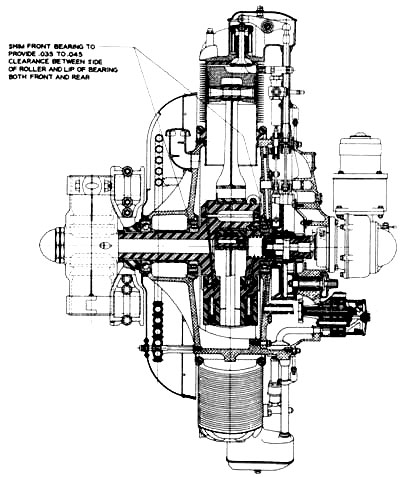 SHIM FRONT BEARING TO
PROVIDE .035 TO .045
CLEARANCE BETWEEN SIDE
OF ROLLER AND LIP OF BEARING
BOTH FRONT AND REAR